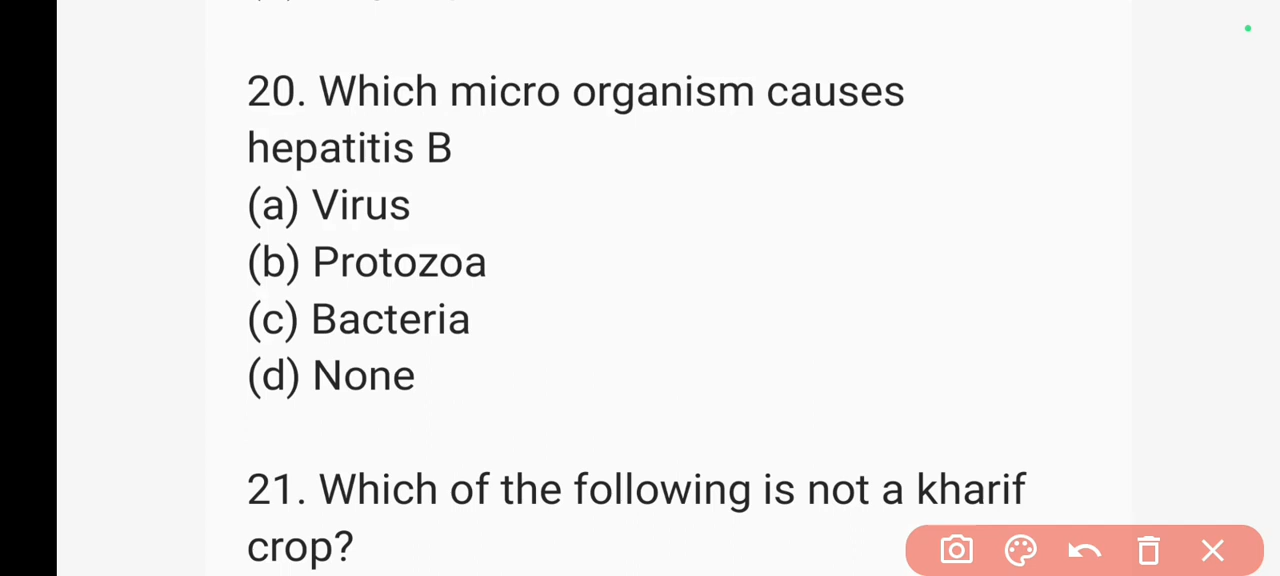 20. Which micro organism causes
hepatitis B
(a) Virus
(b) Protozoa
(c) Bacteria
(d) None
21. Which of the following is not a kharif
crop?